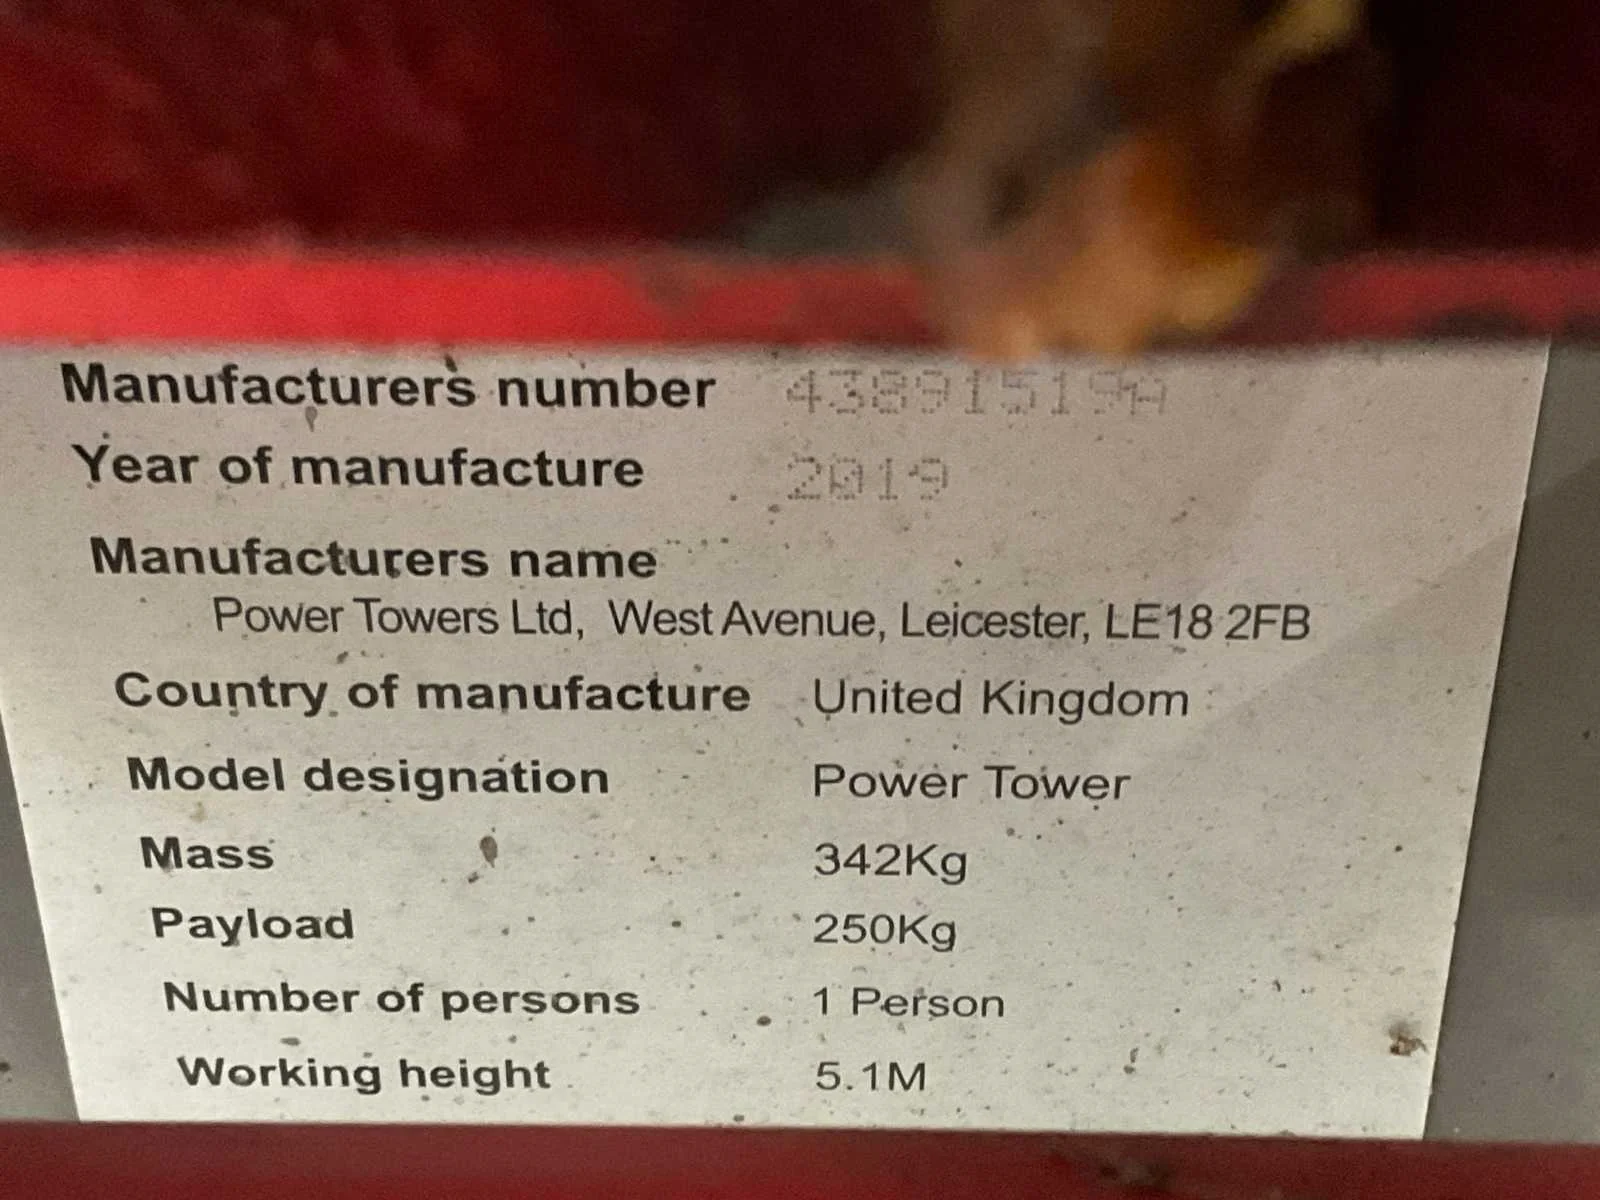 Manufacturers number 438915519A
Year of manufacture 2019
Manufacturers name
Power Towers Ltd, West Avenue, Leicester, LE18 2FB
Country of manufacture United Kingdom
Model designation Power Tower
Mass 342Kg
Payload 250Kg
Number of persons 1 Person
Working height 5.1M